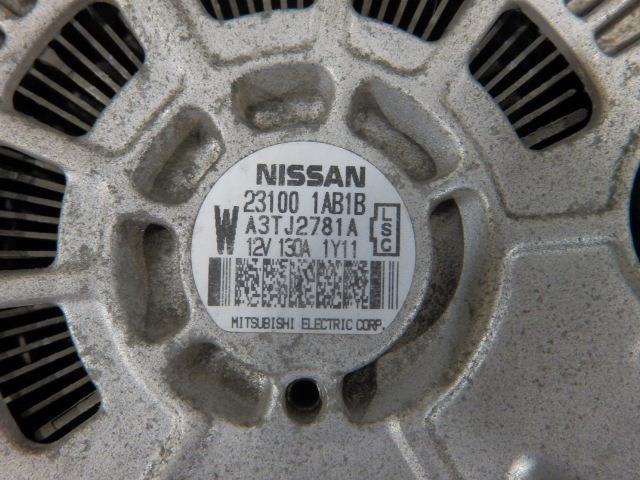 NISSAN
23100 1AB1B
W A3TJ2781A LSC
12V 130A 1Y11
MITSUBISHI ELECTRIC CORP.